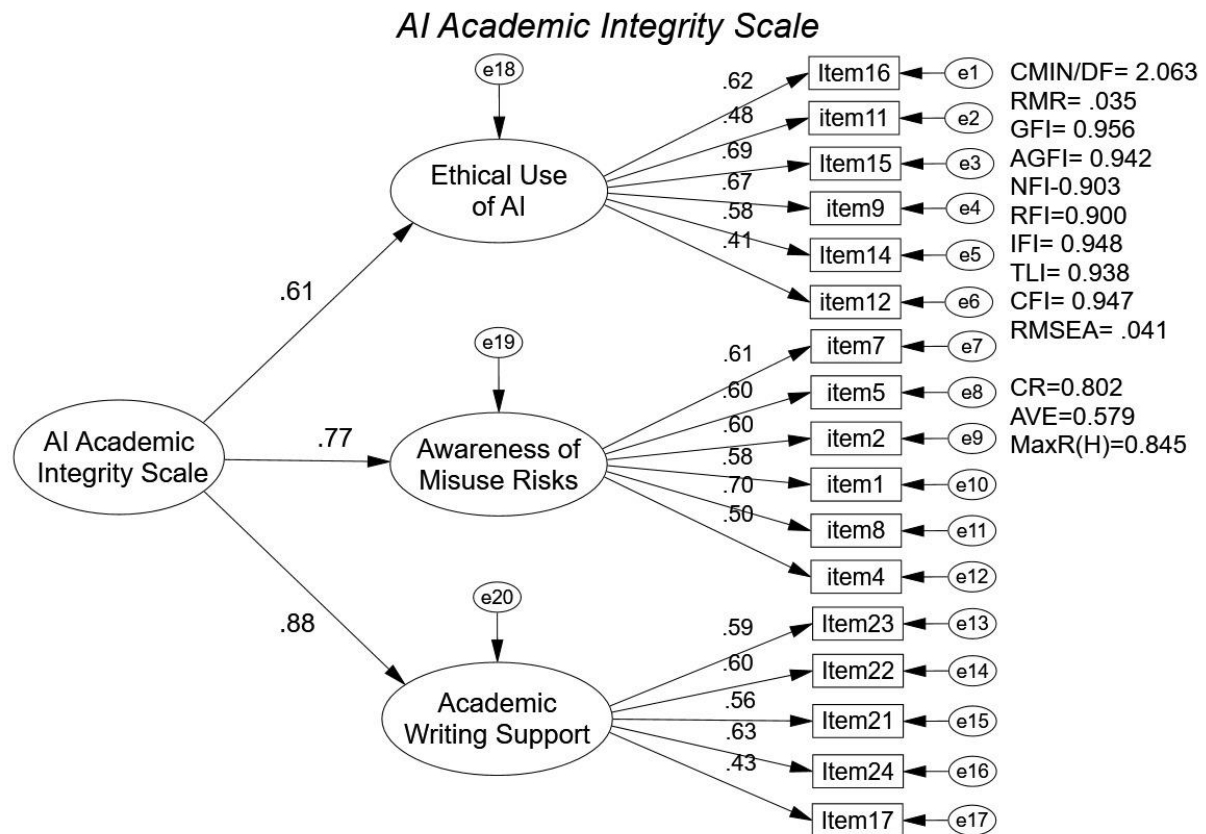 AI Academic Integrity Scale
e18
Ethical Use
of AI
.62
.48
.69
.67
.58
.41
Item16
item11
Item15
item9
Item14
item12
e1
e2
e3
e4
e5
e6
CMIN/DF= 2.063
RMR= .035
GFI= 0.956
AGFI= 0.942
NFI-0.903
RFI=0.900
IFI= 0.948
TLI= 0.938
CFI= 0.947
RMSEA= .041
.61
e19
AI Academic
Integrity Scale
.77
Awareness of
Misuse Risks
.61
.60
.60
.58
.70
.50
item7
item5
item2
item1
item8
item4
e7
e8
e9
e10
e11
e12
CR=0.802
AVE=0.579
MaxR(H)=0.845
.88
e20
Academic
Writing Support
.59
.60
.56
.63
.43
Item23
Item22
Item21
Item24
Item17
e13
e14
e15
e16
e17